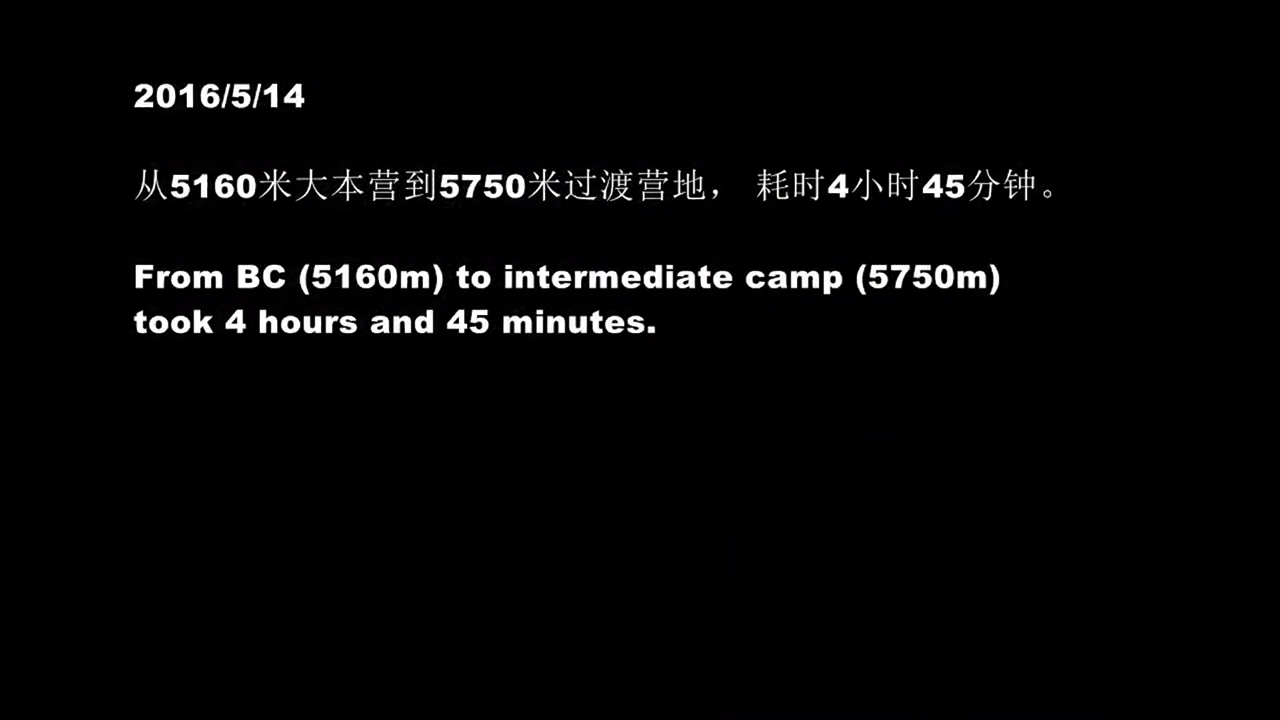 2016/5/14
从5160米大本营到5750米过渡营地， 耗时4小时45分钟。
From BC (5160m) to intermediate camp (5750m)
took 4 hours and 45 minutes.